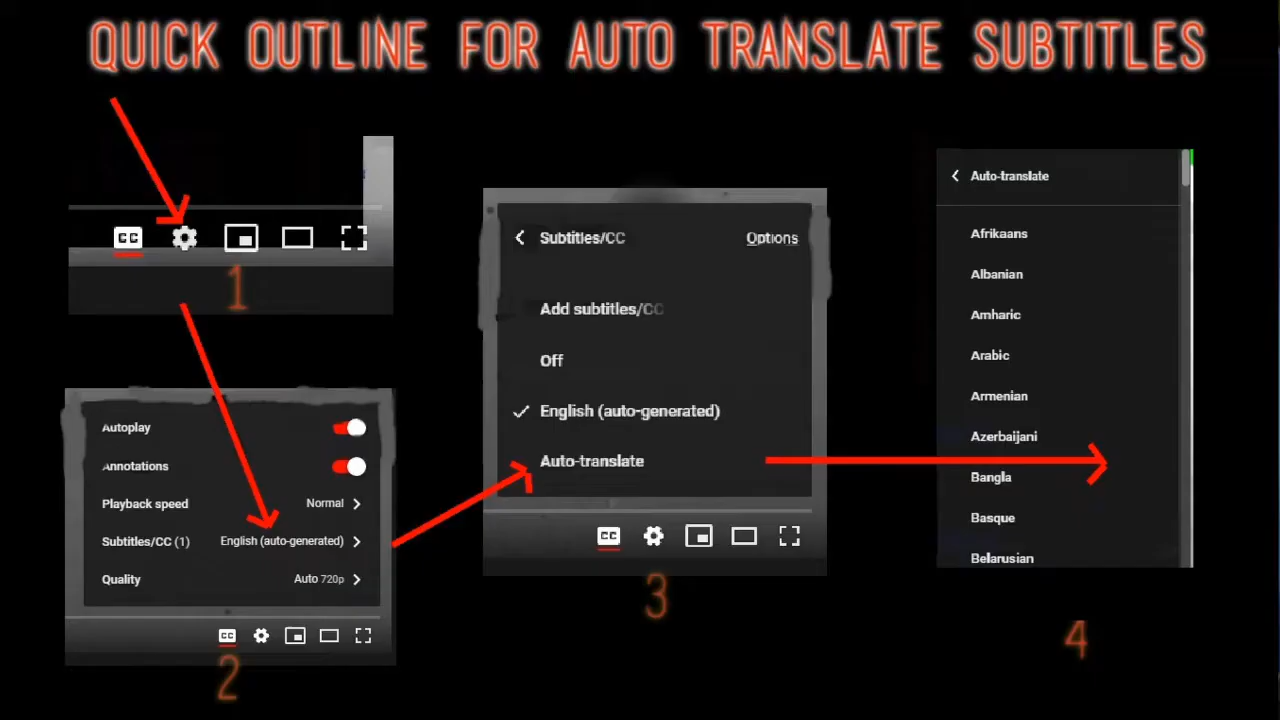 QUICK OUTLINE FOR AUTO TRANSLATE SUBTITLES
CC
1
Autoplay
Annotations
Playback speed Normal
Subtitles/CC (1) English (auto-generated)
Quality Auto 720p
CC
2
Subtitles/CC Options
Add subtitles/CC
Off
English (auto-generated)
Auto-translate
CC
3
Auto-translate
Afrikaans
Albanian
Amharic
Arabic
Armenian
Azerbaijani
Bangla
Basque
Belarusian
4